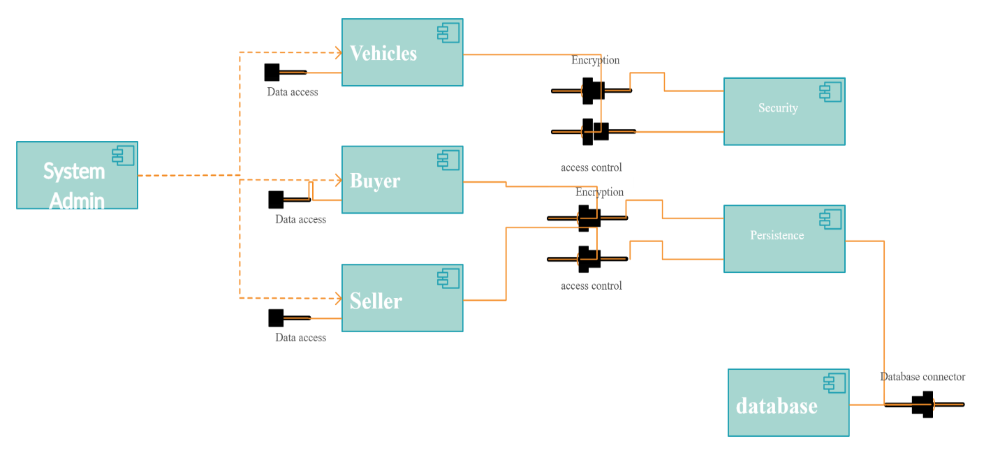 Vehicles
Data access
Encryption
Security
access control
System
Admin
Buyer
Data access
Encryption
Persistence
access control
Seller
Data access
Database connector
database